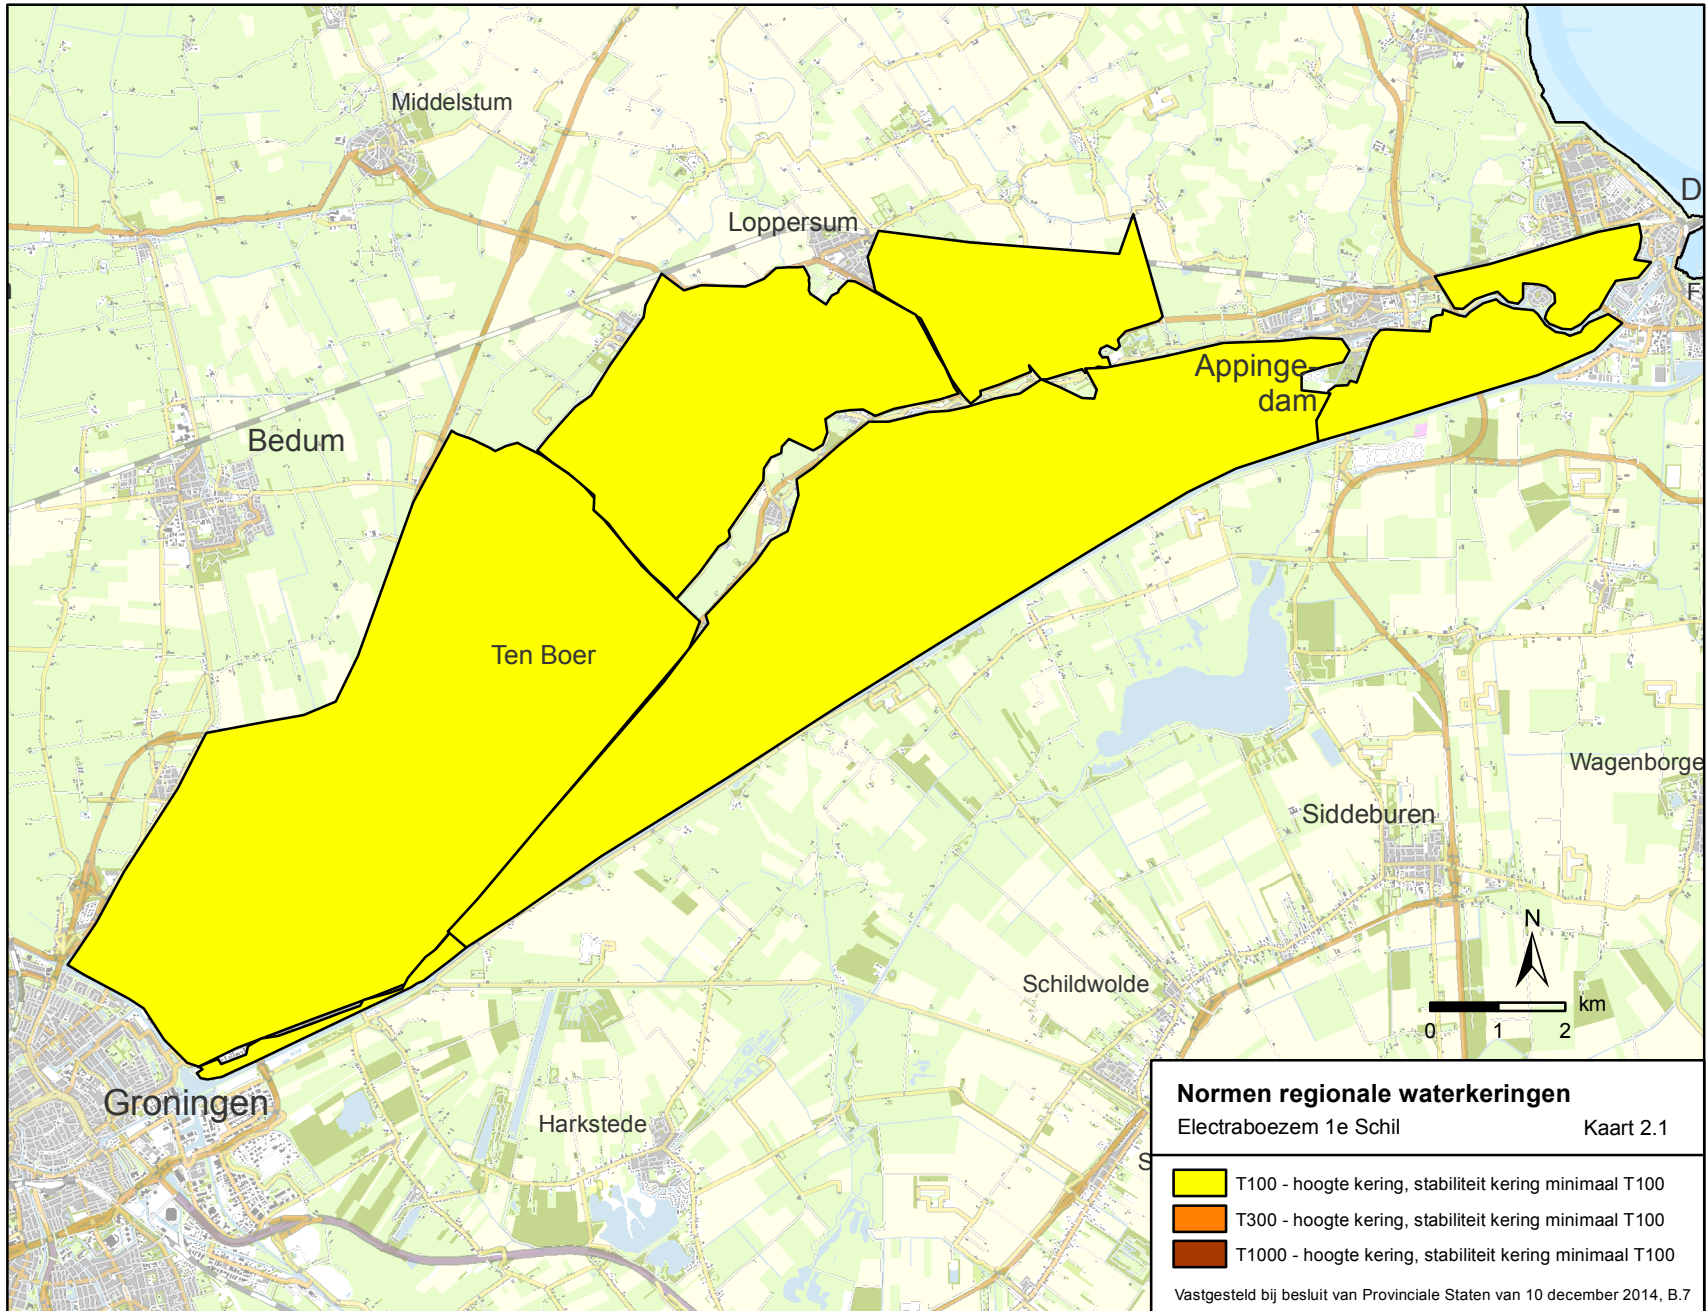 Middelstum
Loppersum
D
F
Appinge-
dam
Bedum
Ten Boer
Wagenborge
Siddeburen
N
Schildwolde
km
0 1 2
Groningen
Harkstede
S
Normen regionale waterkeringen
Electraboezem 1e Schil Kaart 2.1
T100 - hoogte kering, stabiliteit kering minimaal T100
T300 - hoogte kering, stabiliteit kering minimaal T100
T1000 - hoogte kering, stabiliteit kering minimaal T100
Vastgesteld bij besluit van Provinciale Staten van 10 december 2014, B.7